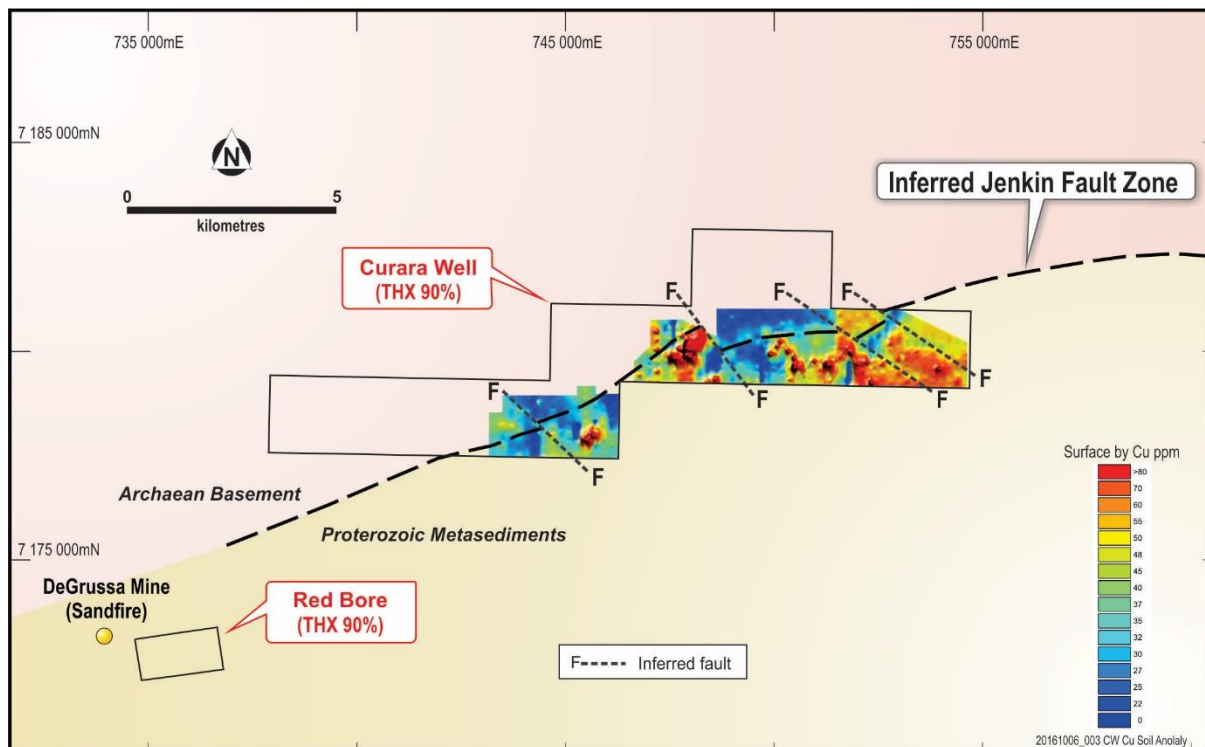 735 000mE
745 000mE
755 000mE
7 185 000mN
N
0 5
kilometres
Inferred Jenkin Fault Zone
Curara Well
(THX 90%)
F
F
F
F
F
F
F
F
Archaean Basement
Proterozoic Metasediments
7 175 000mN
DeGrussa Mine
(Sandfire)
Red Bore
(THX 90%)
F Inferred fault
Surface by Cu ppm
>80
70
60
55
50
48
45
40
37
35
32
30
27
25
22
0
20161006_003 CW Cu Soil Anolaly